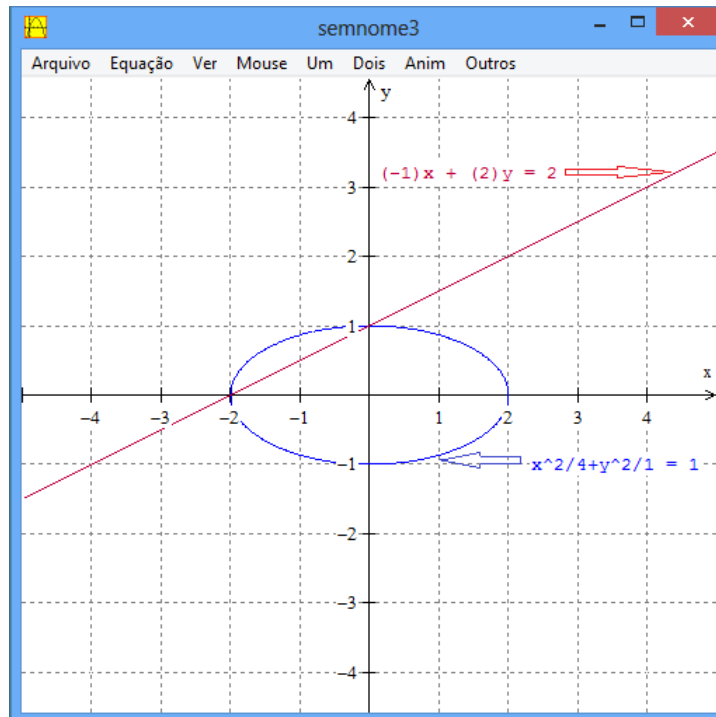 semnome3
Arquivo Equação Ver Mouse Um Dois Anim Outros
y
4
(-1)x + (2)y = 2
3
2
1
x
-4 -3 -2 -1 1 2 3 4
-1
x^2/4+y^2/1 = 1
-2
-3
-4